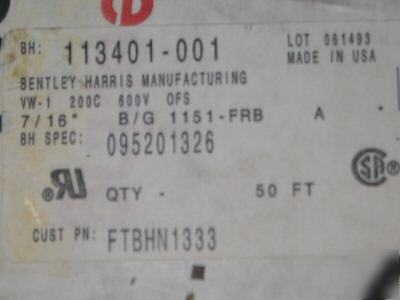 BH: 113401-001 LOT 061493
MADE IN USA
BENTLEY HARRIS MANUFACTURING
VW-1 200C 600V OFS
7/16" B/G 1151-FRB A
BH SPEC: 095201326
QTY - 50 FT
CUST PN: FTBHN1333